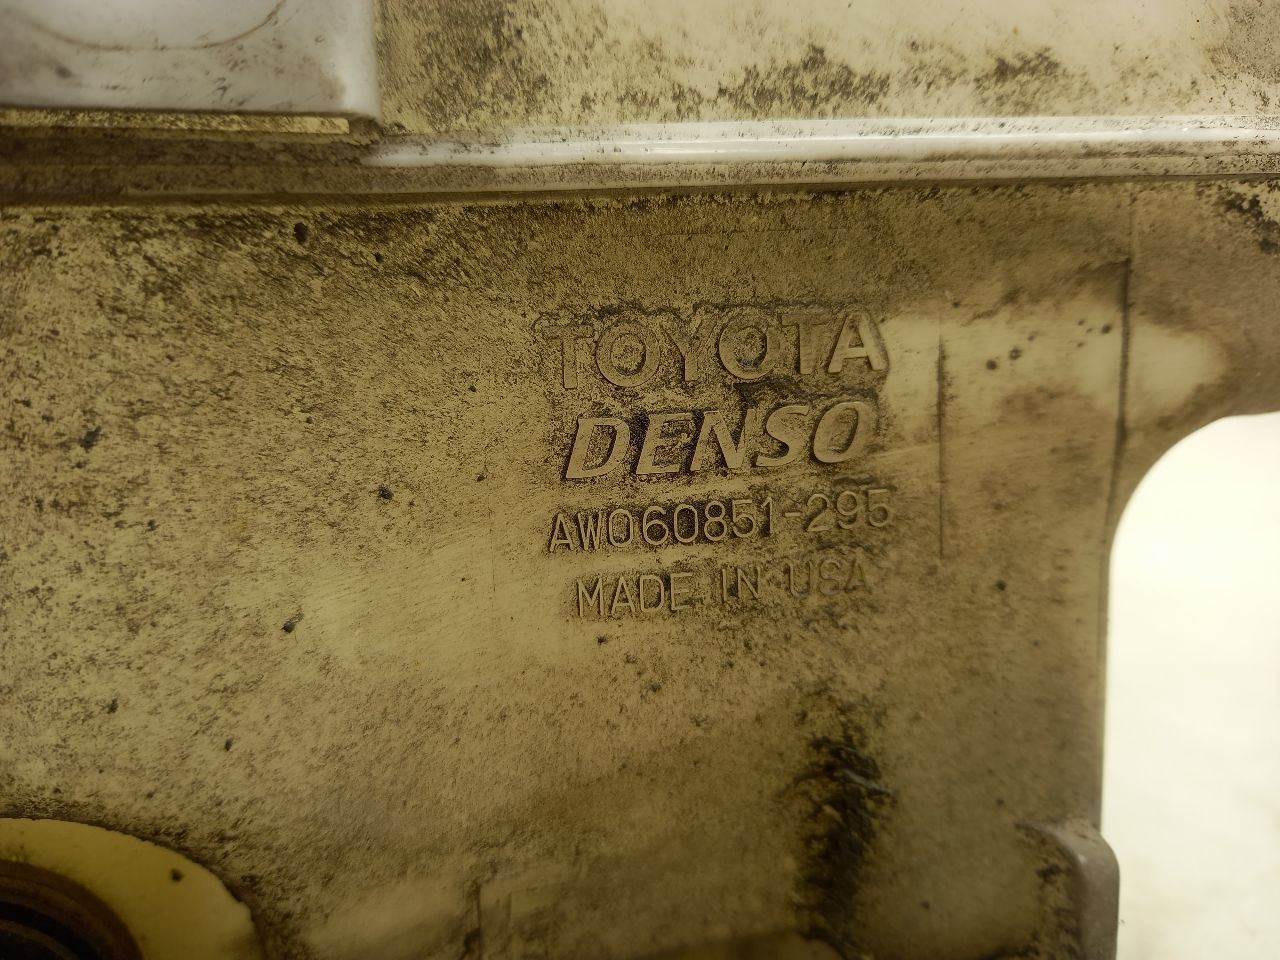 TOYOTA
DENSO
AW060851-295
MADE IN USA